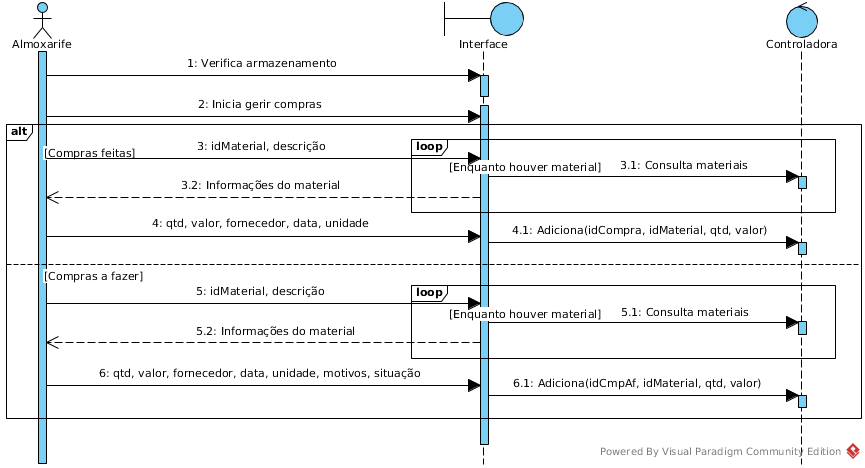 Almoxarife
Interface
Controladora
1: Verifica armazenamento
2: Inicia gerir compras
alt
[Compras feitas]
3: idMaterial, descrição
loop
[Enquanto houver material]
3.1: Consulta materiais
3.2: Informações do material
4: qtd, valor, fornecedor, data, unidade
4.1: Adiciona(idCompra, idMaterial, qtd, valor)
[Compras a fazer]
5: idMaterial, descrição
loop
[Enquanto houver material]
5.1: Consulta materiais
5.2: Informações do material
6: qtd, valor, fornecedor, data, unidade, motivos, situação
6.1: Adiciona(idCmpAf, idMaterial, qtd, valor)
Powered By Visual Paradigm Community Edition